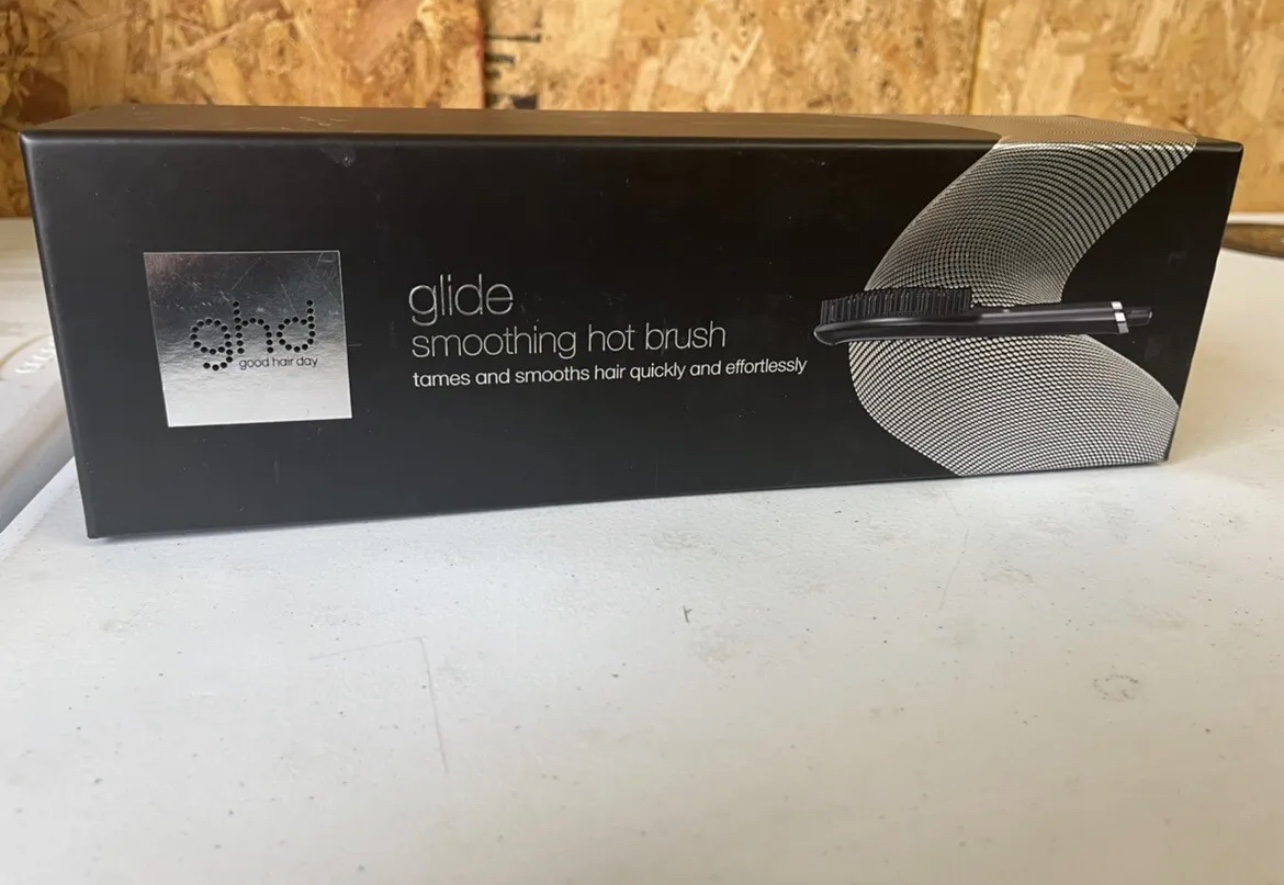 ghd
good hair day
glide
smoothing hot brush
tames and smooths hair quickly and effortlessly